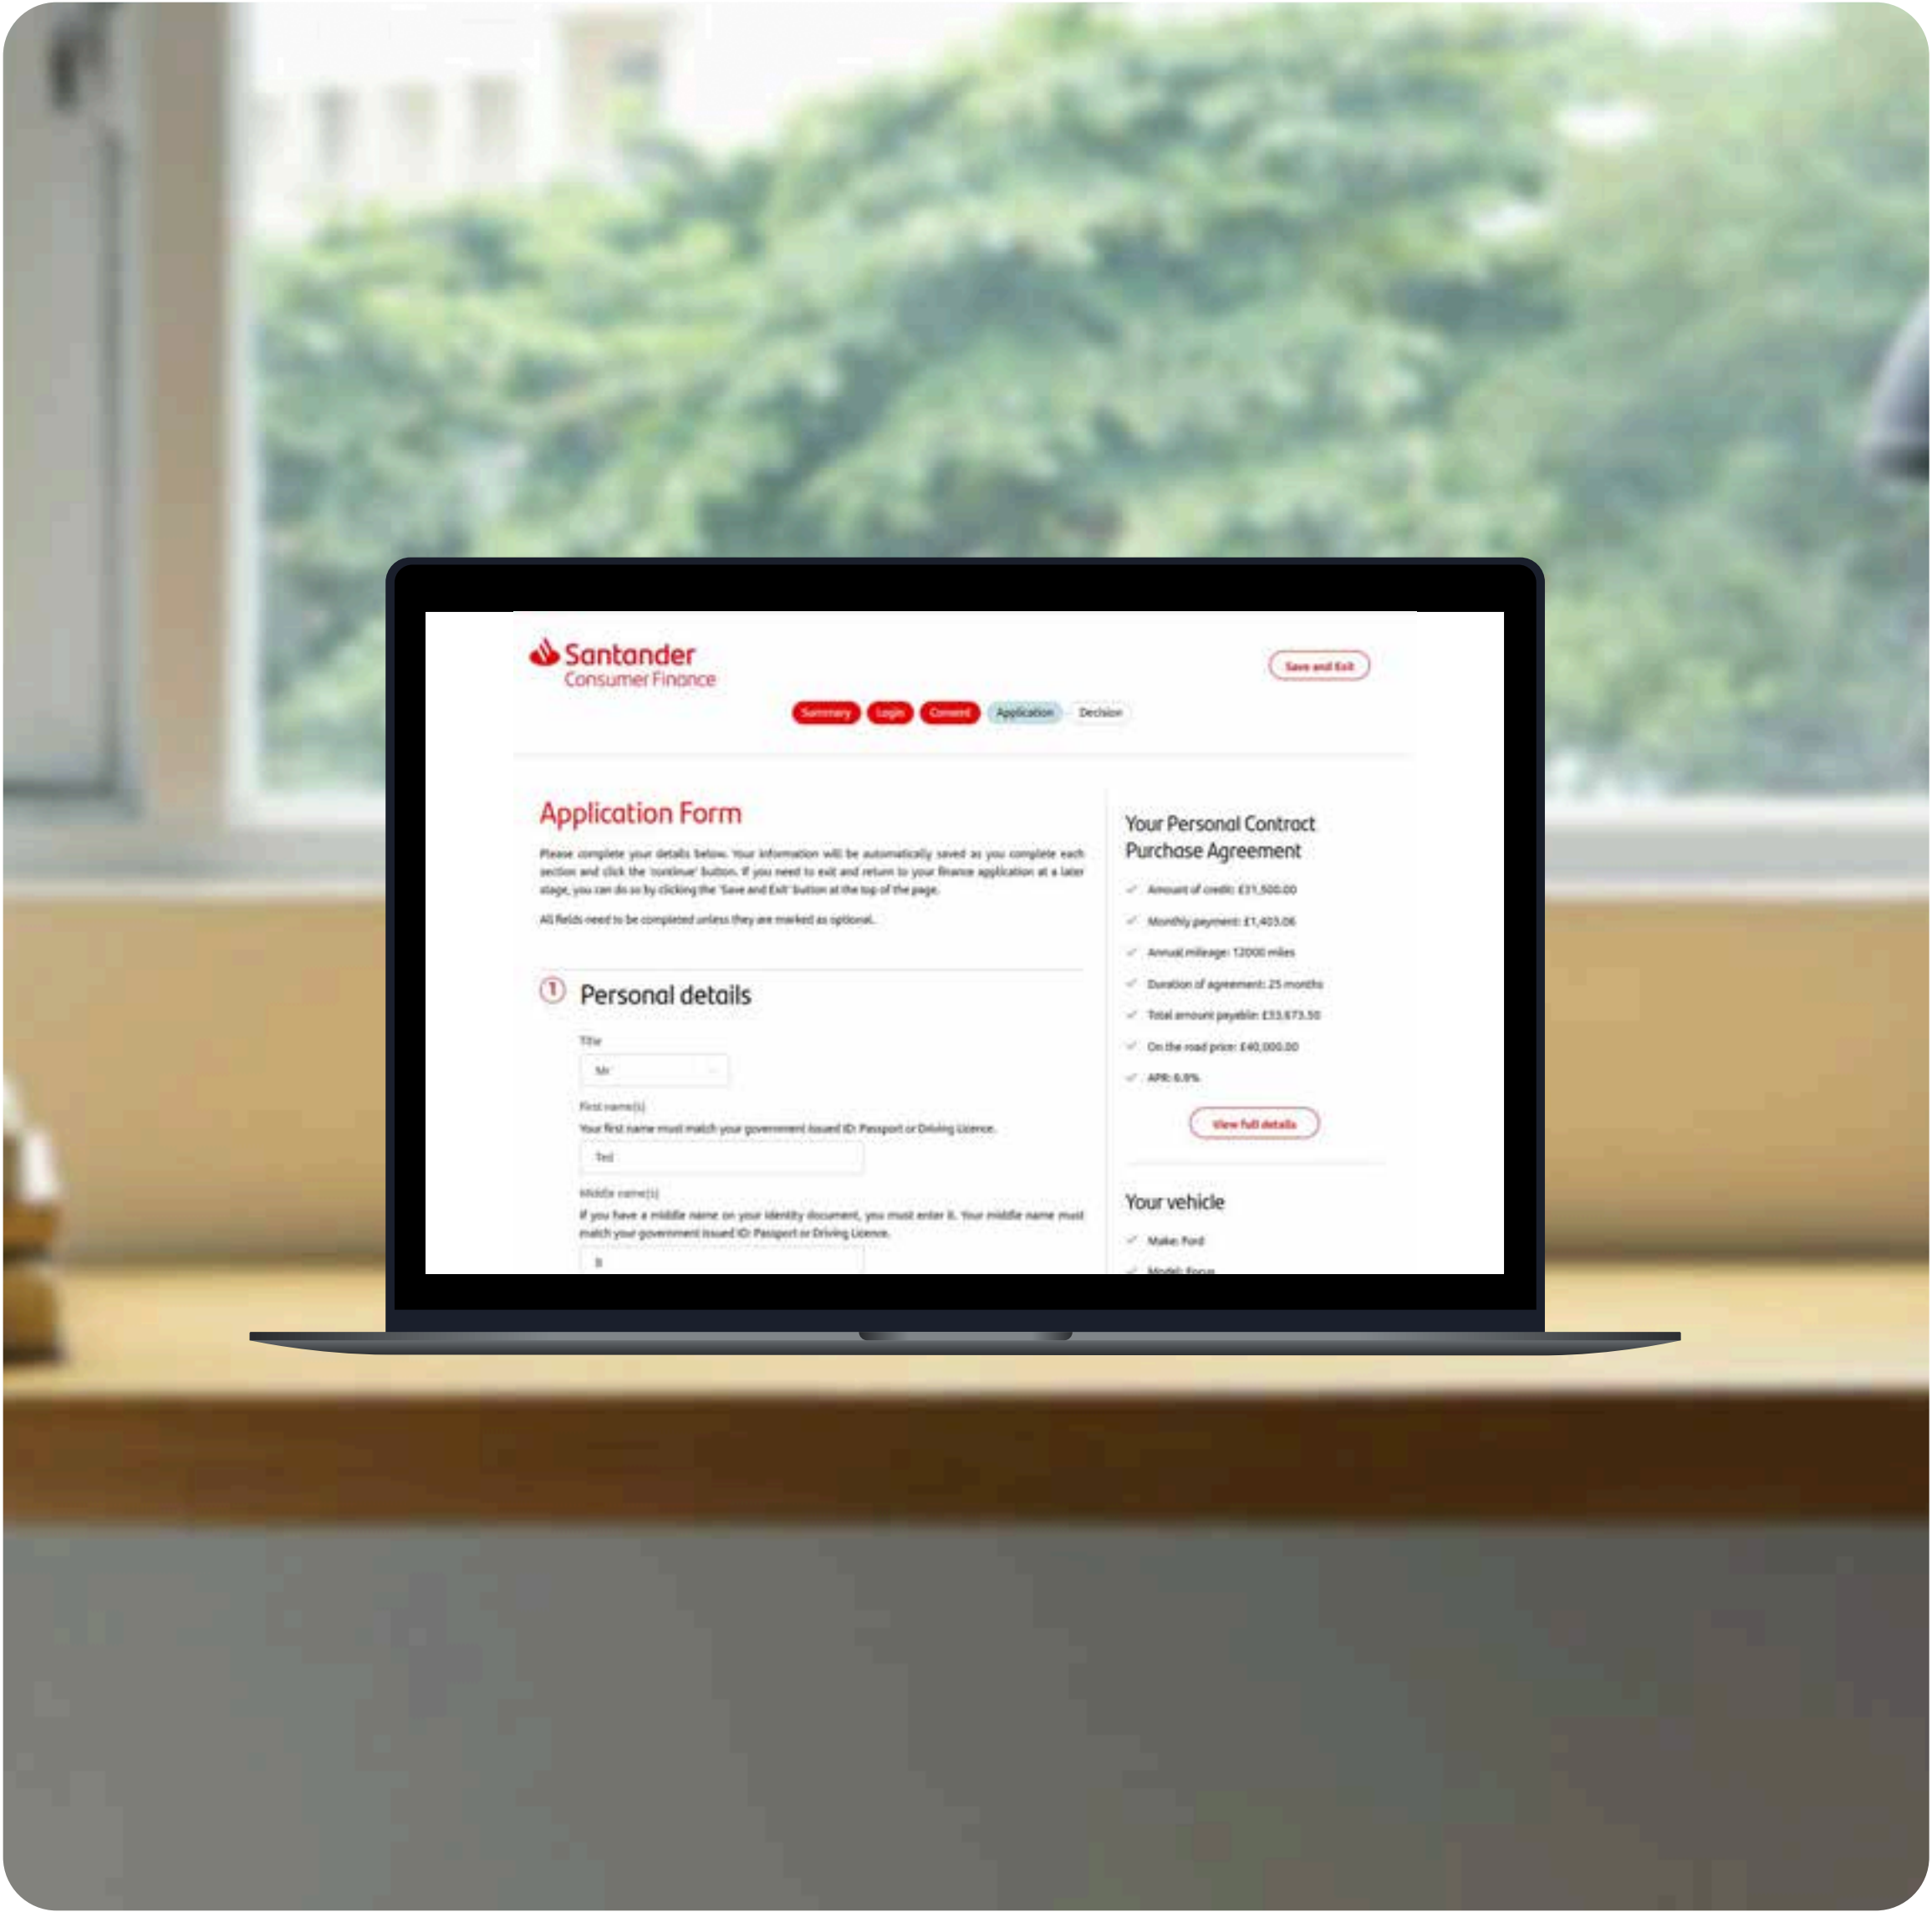 Santander
Consumer Finance
Save and Exit
Summary Login Consent Application Decision
Application Form
Please complete your details below. Your information will be automatically saved as you complete each
section and click the 'continue' button. If you need to exit and return to your finance application at a later
stage, you can do so by clicking the 'Save and Exit' button at the top of the page.
All fields need to be completed unless they are marked as optional.
1 Personal details
Title
Mr
First name(s)
Your first name must match your government issued ID: Passport or Driving Licence.
Ted
Middle name(s)
If you have a middle name on your identity document, you must enter it. Your middle name must
match your government issued ID: Passport or Driving Licence.
Your Personal Contract
Purchase Agreement
Amount of credit: £31,500.00
Monthly payment: £1,403.06
Annual mileage: 12000 miles
Duration of agreement: 25 months
Total amount payable: £33,673.50
On the road price: £40,000.00
APR:
View full details
Your vehicle
Make: Ford
Model: Focus